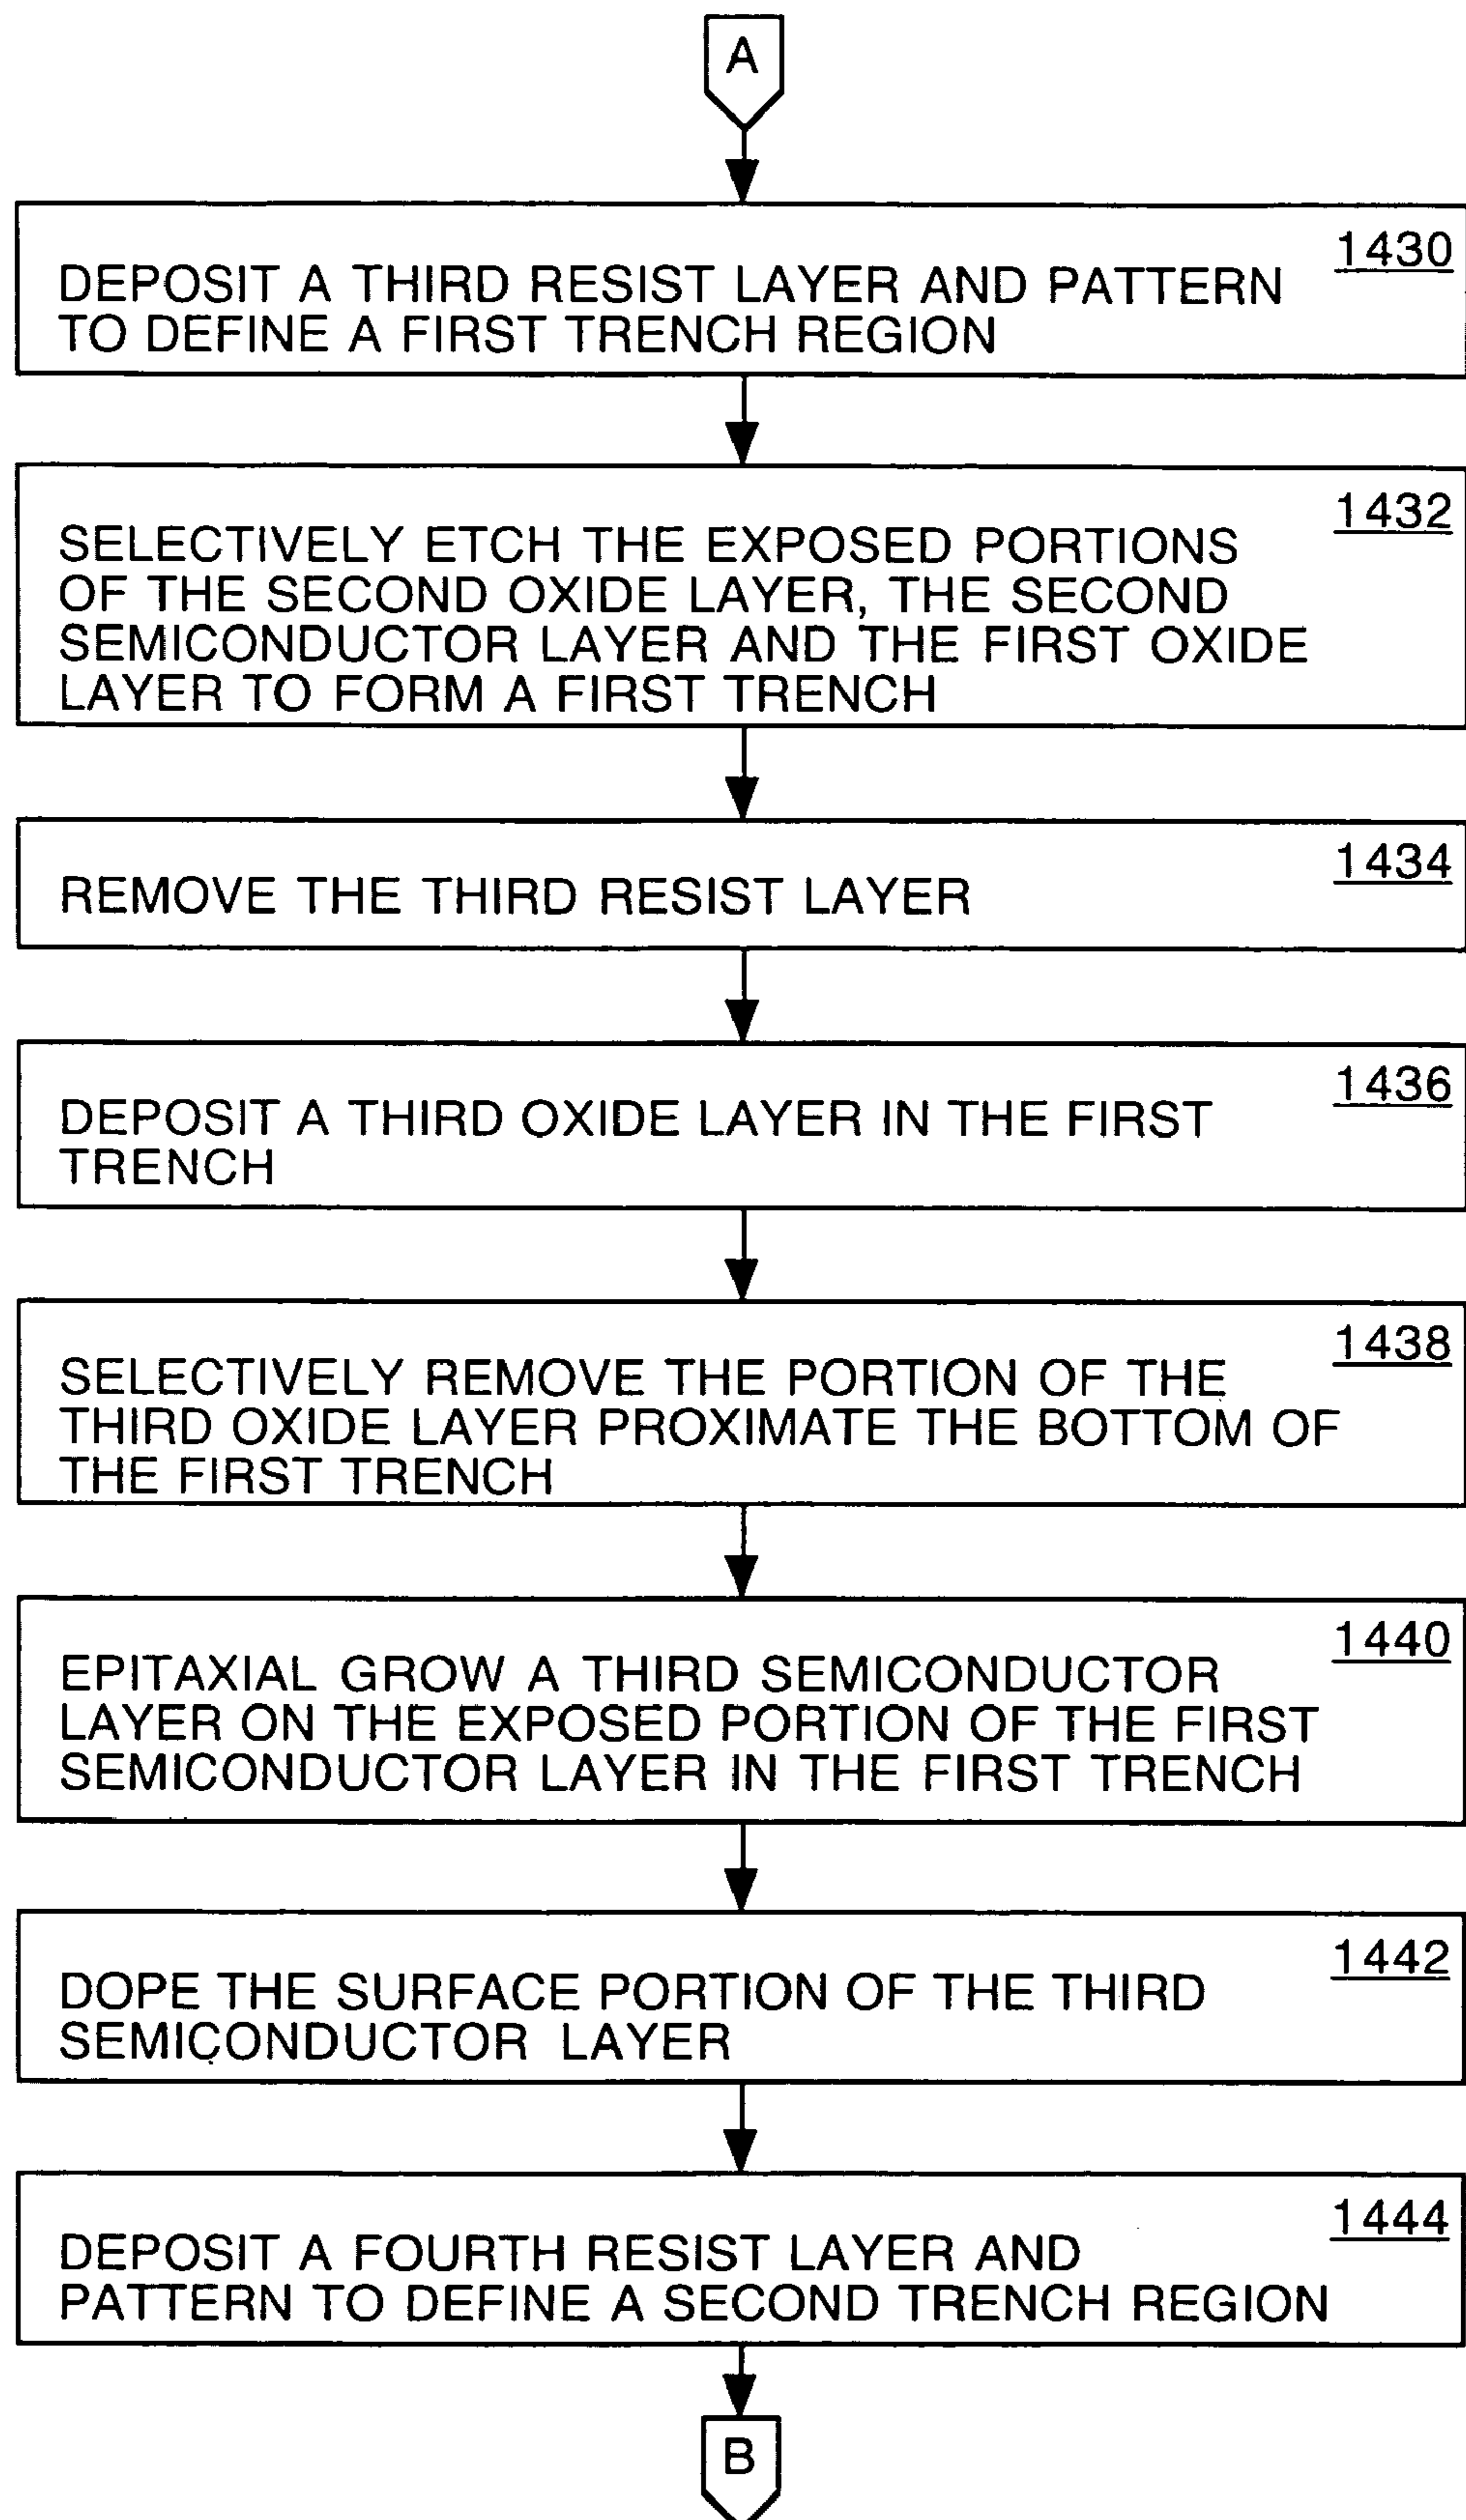 A
1430
DEPOSIT A THIRD RESIST LAYER AND PATTERN
TO DEFINE A FIRST TRENCH REGION
1432
SELECTIVELY ETCH THE EXPOSED PORTIONS
OF THE SECOND OXIDE LAYER, THE SECOND
SEMICONDUCTOR LAYER AND THE FIRST OXIDE
LAYER TO FORM A FIRST TRENCH
1434
REMOVE THE THIRD RESIST LAYER
1436
DEPOSIT A THIRD OXIDE LAYER IN THE FIRST
TRENCH
1438
SELECTIVELY REMOVE THE PORTION OF THE
THIRD OXIDE LAYER PROXIMATE THE BOTTOM OF
THE FIRST TRENCH
1440
EPITAXIAL GROW A THIRD SEMICONDUCTOR
LAYER ON THE EXPOSED PORTION OF THE FIRST
SEMICONDUCTOR LAYER IN THE FIRST TRENCH
1442
DOPE THE SURFACE PORTION OF THE THIRD
SEMICONDUCTOR LAYER
1444
DEPOSIT A FOURTH RESIST LAYER AND
PATTERN TO DEFINE A SECOND TRENCH REGION
B